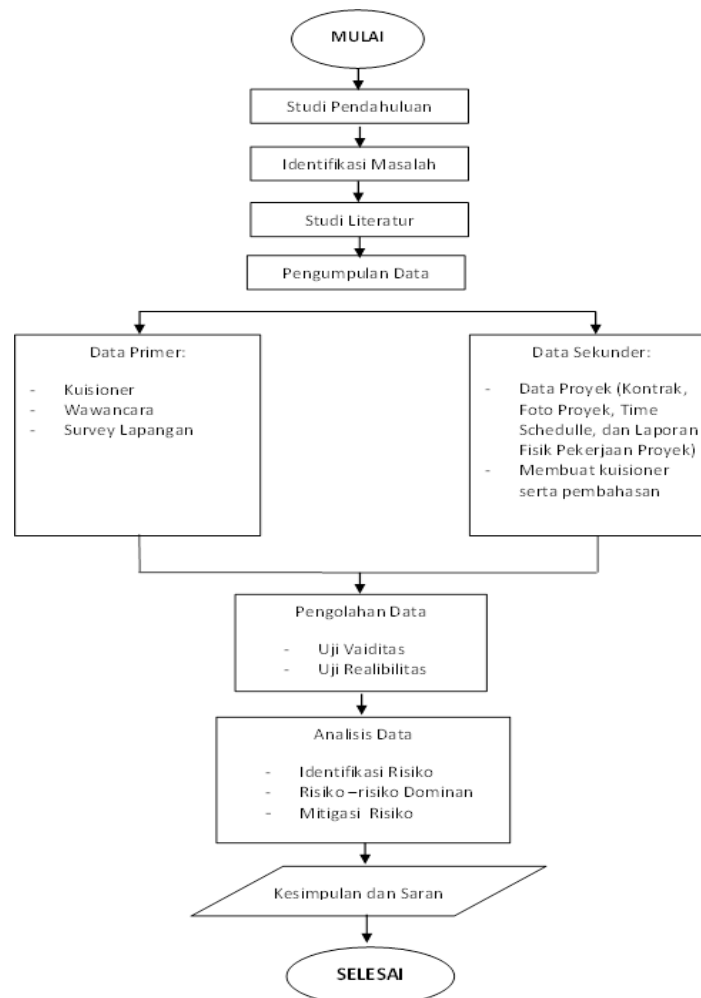 MULAI
Studi Pendahuluan
Identifikasi Masalah
Studi Literatur
Pengumpulan Data
Data Primer:
- Kuisioner
- Wawancara
- Survey Lapangan
Data Sekunder:
- Data Proyek (Kontrak,
Foto Proyek, Time
Schedulle, dan Laporan
Fisik Pekerjaan Proyek)
- Membuat kuisioner
serta pembahasan
Pengolahan Data
- Uji Vaiditas
- Uji Realibilitas
Analisis Data
- Identifikasi Risiko
- Risiko –risiko Dominan
- Mitigasi Risiko
Kesimpulan dan Saran
SELESAI